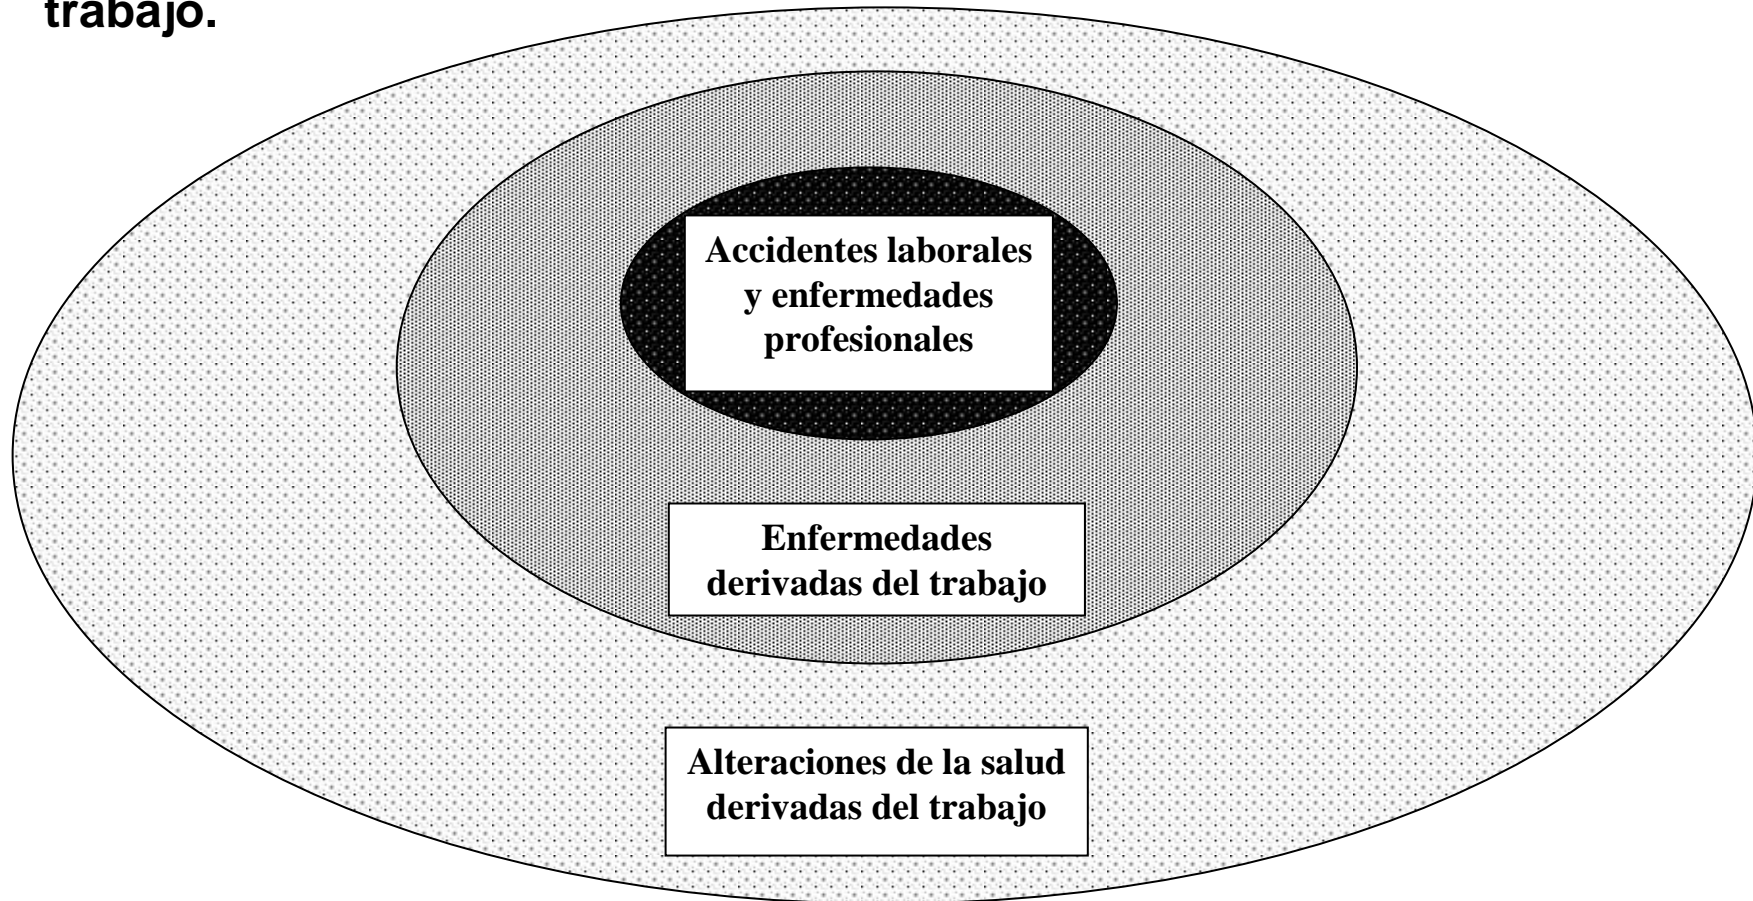 trabajo.
Accidentes laborales
y enfermedades
profesionales
Enfermedades
derivadas del trabajo
Alteraciones de la salud
derivadas del trabajo